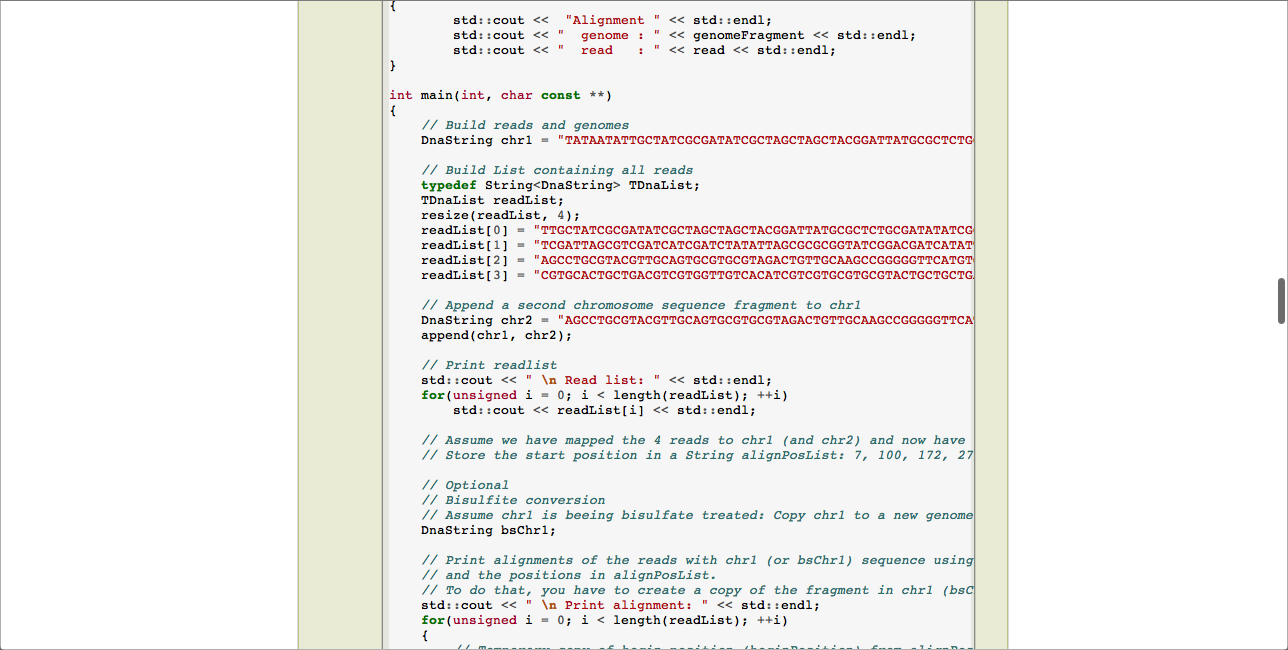 {
std::cout <<  "Alignment " << std::endl;
std::cout << "  genome : " << genomeFragment << std::endl;
std::cout << "  read   : " << read << std::endl;
}
int main(int, char const **)
{
// Build reads and genomes
DnaString chr1 = "TATAATATTGCTATCGCGATATCGCTAGCTAGCTACGGATTATGCGCTCTG
// Build List containing all reads
typedef String<DnaString> TDnaList;
TDnaList readList;
resize(readList, 4);
readList[0] = "TTGCTATCGCGATATCGCTAGCTAGCTACGGATTATGCGCTCTGCGATATATCG
readList[1] = "TCGATTAGCGTCGATCATCGATCTATATTAGCGCGCGGTATCGGACGATCATAT
readList[2] = "AGCCTGCGTACGTTGCAGTGCGTGCGTAGACTGTTGCAAGCCGGGGGTTCATGT
readList[3] = "CGTGCACTGCTGACGTCGTGGTTGTCACATCGTCGTGCGTGCGTACTGCTGCTG
// Append a second chromosome sequence fragment to chr1
DnaString chr2 = "AGCCTGCGTACGTTGCAGTGCGTGCGTAGACTGTTGCAAGCCGGGGGTTCA
append(chr1, chr2);
// Print readlist
std::cout << " \n Read list: " << std::endl;
for(unsigned i = 0; i < length(readList); ++i)
std::cout << readList[i] << std::endl;
// Assume we have mapped the 4 reads to chr1 (and chr2) and now have
// Store the start position in a String alignPosList: 7, 100, 172, 27
// Optional
// Bisulfite conversion
// Assume chr1 is beeing bisulfate treated: Copy chr1 to a new genome
DnaString bsChr1;
// Print alignments of the reads with chr1 (or bsChr1) sequence using
// and the positions in alignPosList.
// To do that, you have to create a copy of the fragment in chr1 (bsC
std::cout << " \n Print alignment: " << std::endl;
for(unsigned i = 0; i < length(readList); ++i)
{